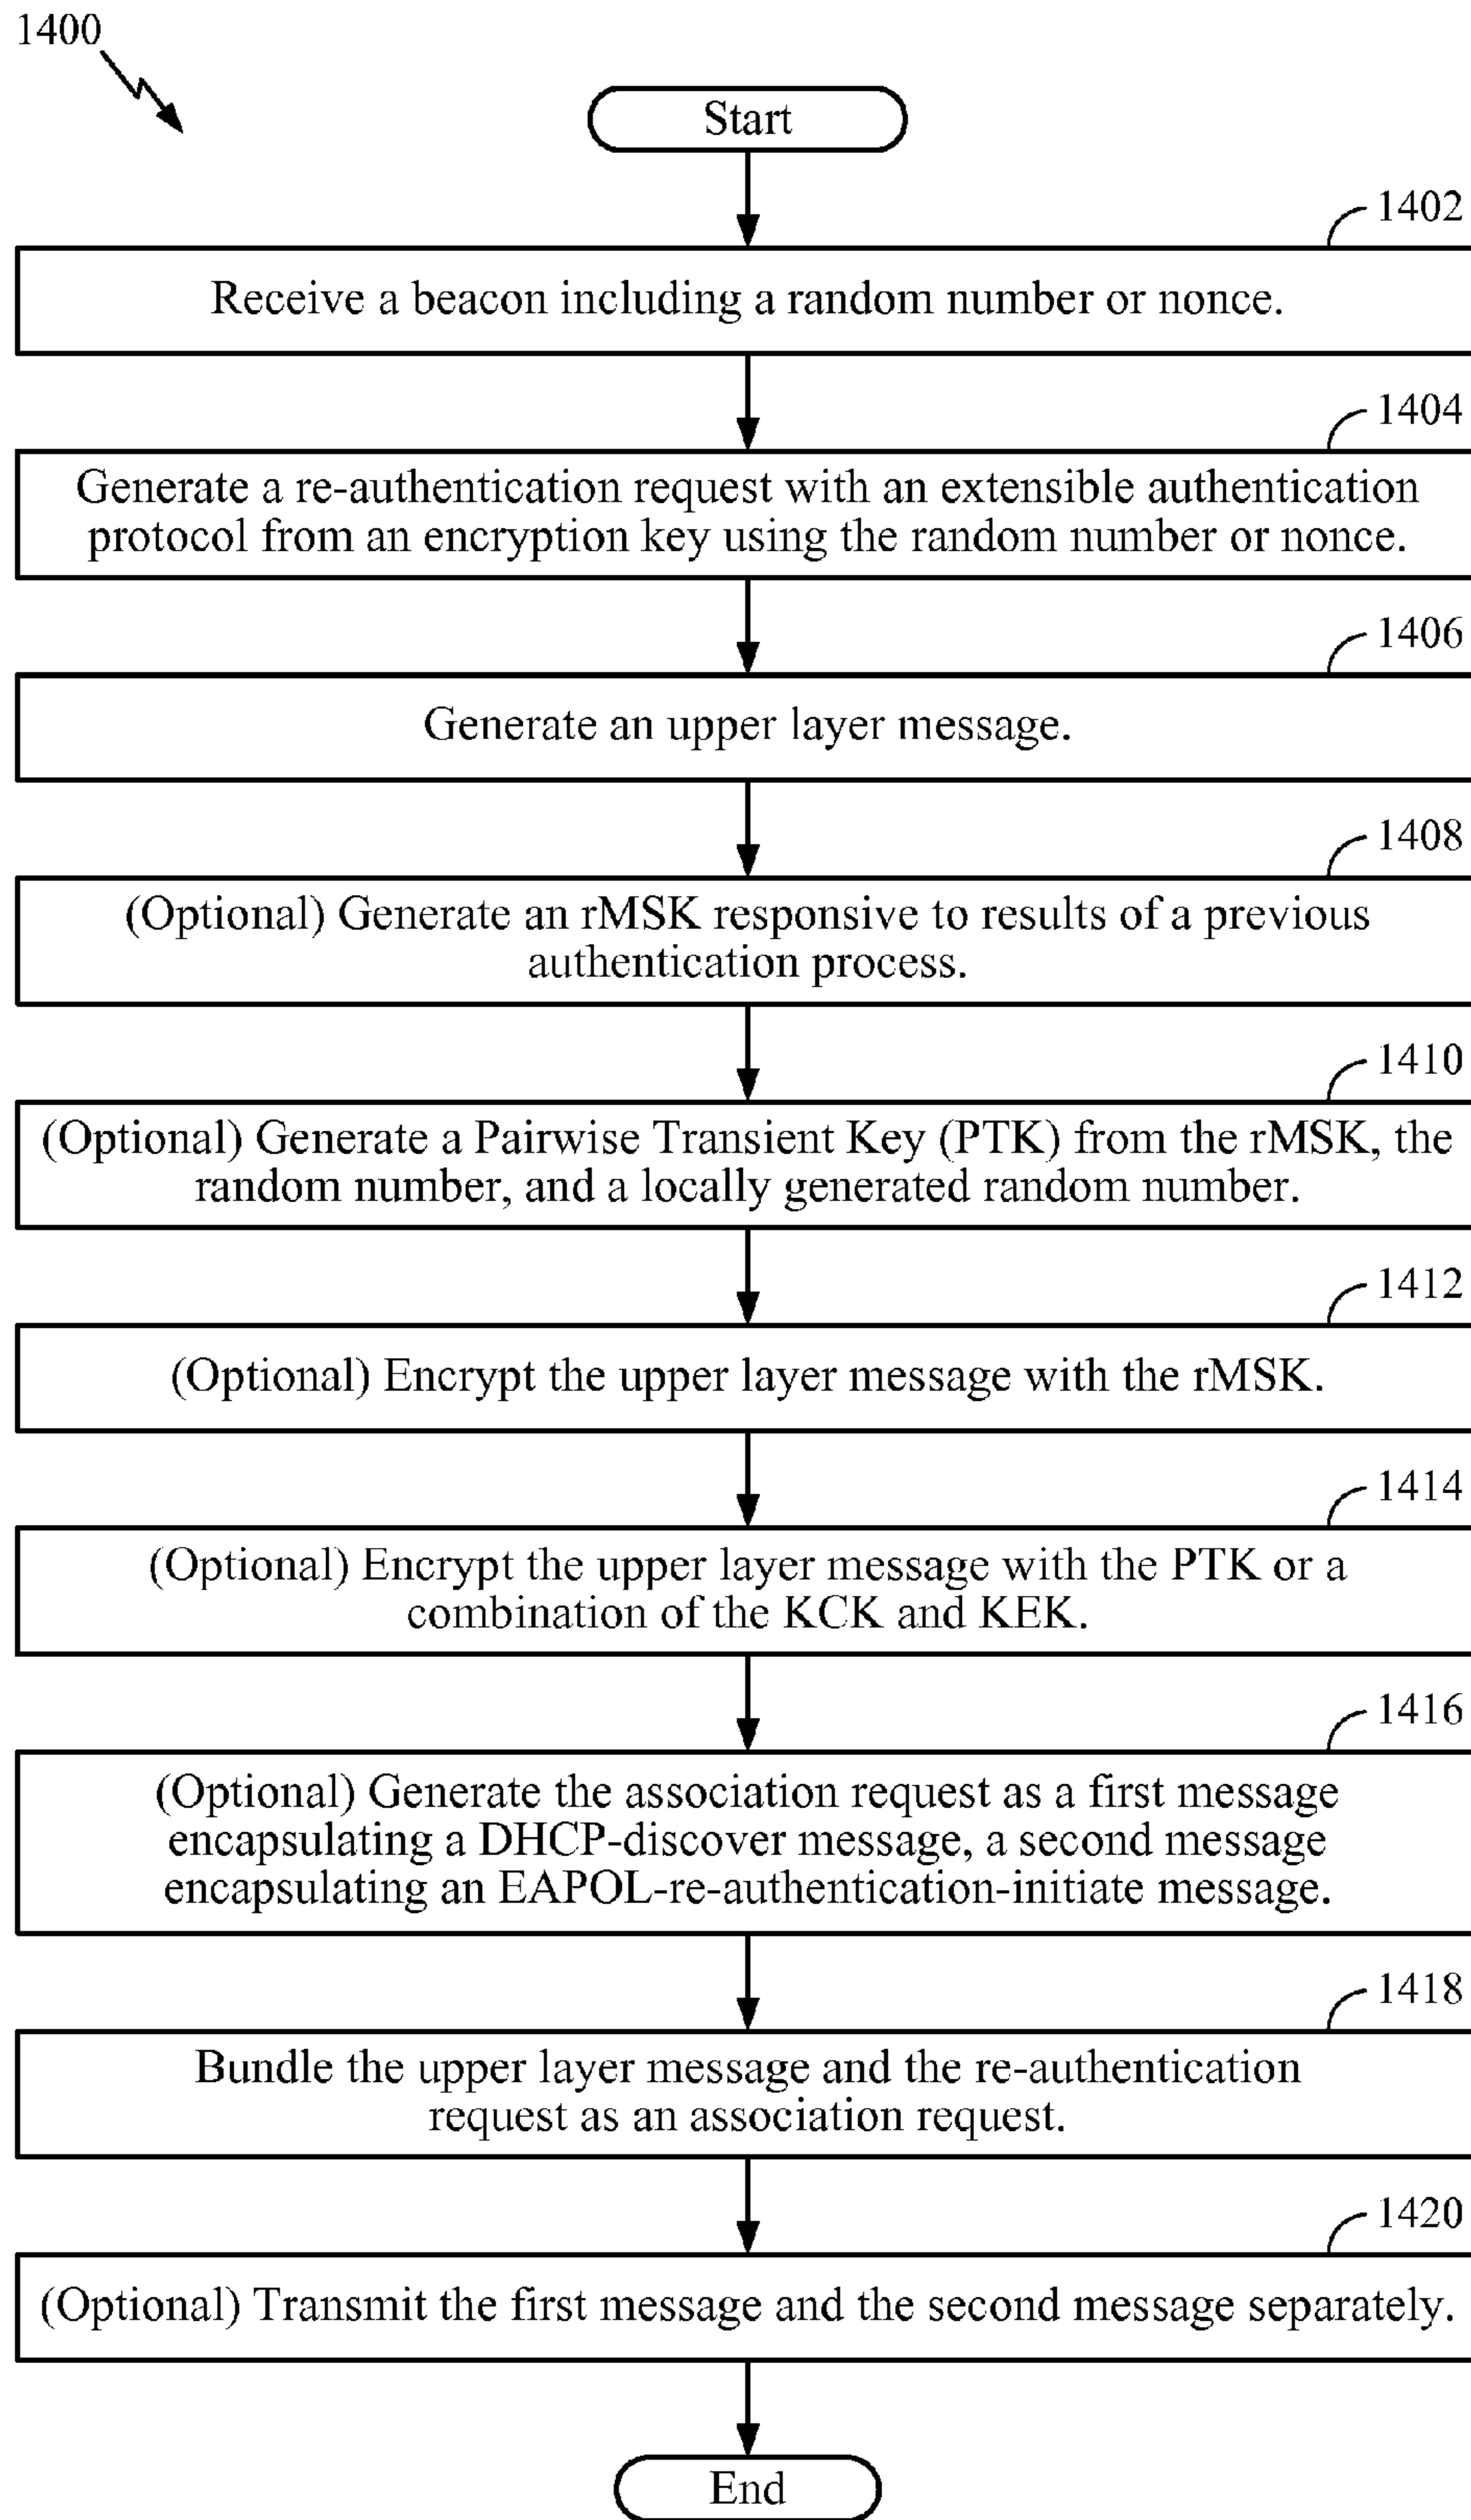 1400
Start
1402
Receive a beacon including a random number or nonce.
1404
Generate a re-authentication request with an extensible authentication
protocol from an encryption key using the random number or nonce.
1406
Generate an upper layer message.
1408
(Optional) Generate an rMSK responsive to results of a previous
authentication process.
1410
(Optional) Generate a Pairwise Transient Key (PTK) from the rMSK, the
random number, and a locally generated random number.
1412
(Optional) Encrypt the upper layer message with the rMSK.
1414
(Optional) Encrypt the upper layer message with the PTK or a
combination of the KCK and KEK.
1416
(Optional) Generate the association request as a first message
encapsulating a DHCP-discover message, a second message
encapsulating an EAPOL-re-authentication-initiate message.
1418
Bundle the upper layer message and the re-authentication
request as an association request.
1420
(Optional) Transmit the first message and the second message separately.
End